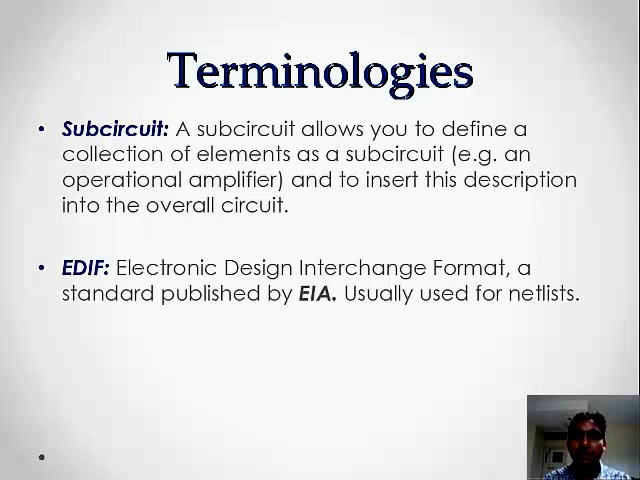 Terminologies
• Subcircuit: A subcircuit allows you to define a
collection of elements as a subcircuit (e.g. an
operational amplifier) and to insert this description
into the overall circuit.
• EDIF: Electronic Design Interchange Format, a
standard published by EIA. Usually used for netlists.
•